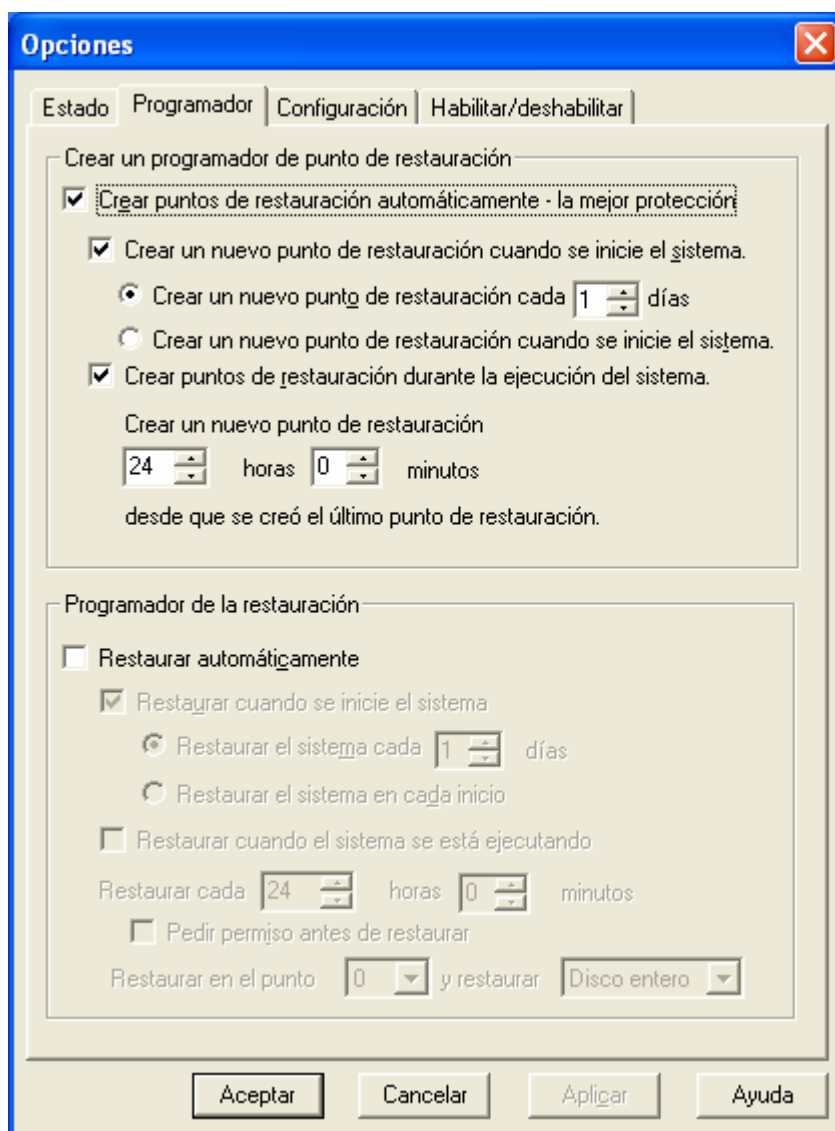 Opciones
Estado Programador Configuración Habilitar/deshabilitar
Crear un programador de punto de restauración
Crear puntos de restauración automáticamente - la mejor protección
Crear un nuevo punto de restauración cuando se inicie el sistema.
Crear un nuevo punto de restauración cada 1 días
Crear un nuevo punto de restauración cuando se inicie el sistema.
Crear puntos de restauración durante la ejecución del sistema.
Crear un nuevo punto de restauración
24 horas 0 minutos
desde que se creó el último punto de restauración.
Programador de la restauración
Restaurar automáticamente
Restaurar cuando se inicie el sistema
Restaurar el sistema cada 1 días
Restaurar el sistema en cada inicio
Restaurar cuando el sistema se está ejecutando
Restaurar cada 24 horas 0 minutos
Pedir permiso antes de restaurar
Restaurar en el punto 0 y restaurar Disco entero
Aceptar Cancelar Aplicar Ayuda